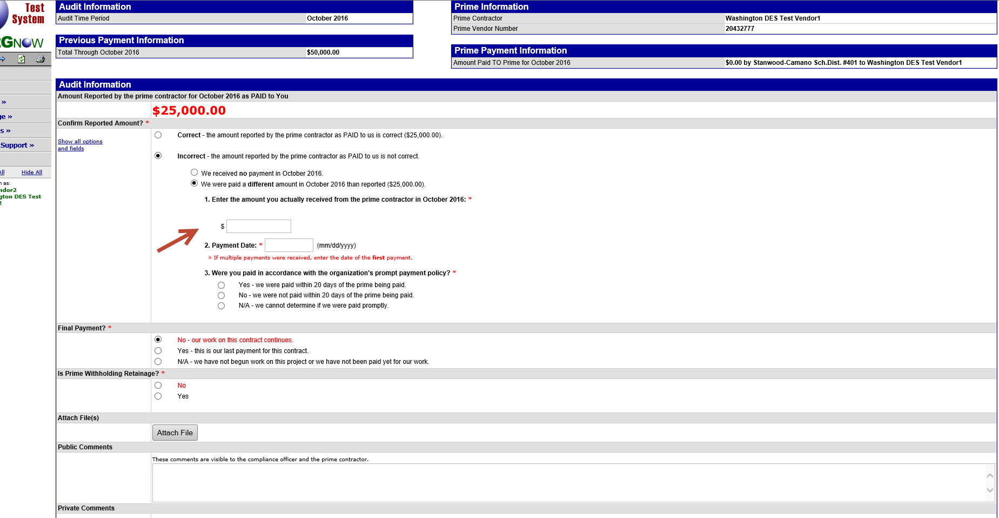 Test
System
GNOW
»
ge »
s »
Support »
All Hide All
n as:
ndor2
gton DES Test
2
Audit Information
Audit Time Period October 2016
Previous Payment Information
Total Through October 2016 $50,000.00
Prime Information
Prime Contractor Washington DES Test Vendor1
Prime Vendor Number 20432777
Prime Payment Information
Amount Paid TO Prime for October 2016 $0.00 by Stanwood-Camano Sch.Dist. #401 to Washington DES Test Vendor1
Audit Information
Amount Reported by the prime contractor for October 2016 as PAID to You
$25,000.00
Confirm Reported Amount? *
Show all options
and fields
Correct - the amount reported by the prime contractor as PAID to us is correct ($25,000.00).
Incorrect - the amount reported by the prime contractor as PAID to us is not correct.
We received no payment in October 2016.
We were paid a different amount in October 2016 than reported ($25,000.00).
1. Enter the amount you actually received from the prime contractor in October 2016: *
$
2. Payment Date: * (mm/dd/yyyy)
» If multiple payments were received, enter the date of the first payment.
3. Were you paid in accordance with the organization's prompt payment policy? *
Yes - we were paid within 20 days of the prime being paid.
No - we were not paid within 20 days of the prime being paid.
N/A - we cannot determine if we were paid promptly.
Final Payment? *
No - our work on this contract continues.
Yes - this is our last payment for this contract.
N/A - we have not begun work on this project or we have not been paid yet for our work.
Is Prime Withholding Retainage? *
No
Yes
Attach File(s)
Attach File
Public Comments
These comments are visible to the compliance officer and the prime contractor.
Private Comments